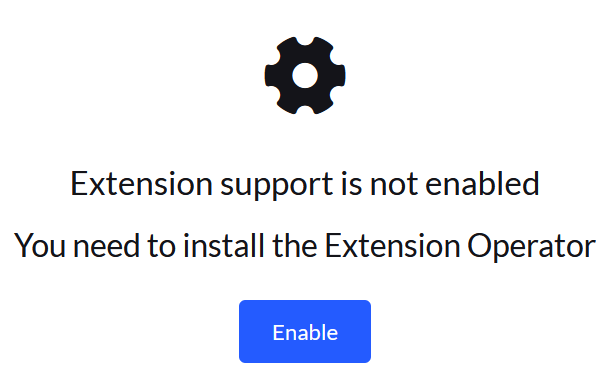 Extension support is not enabled
You need to install the Extension Operator
Enable